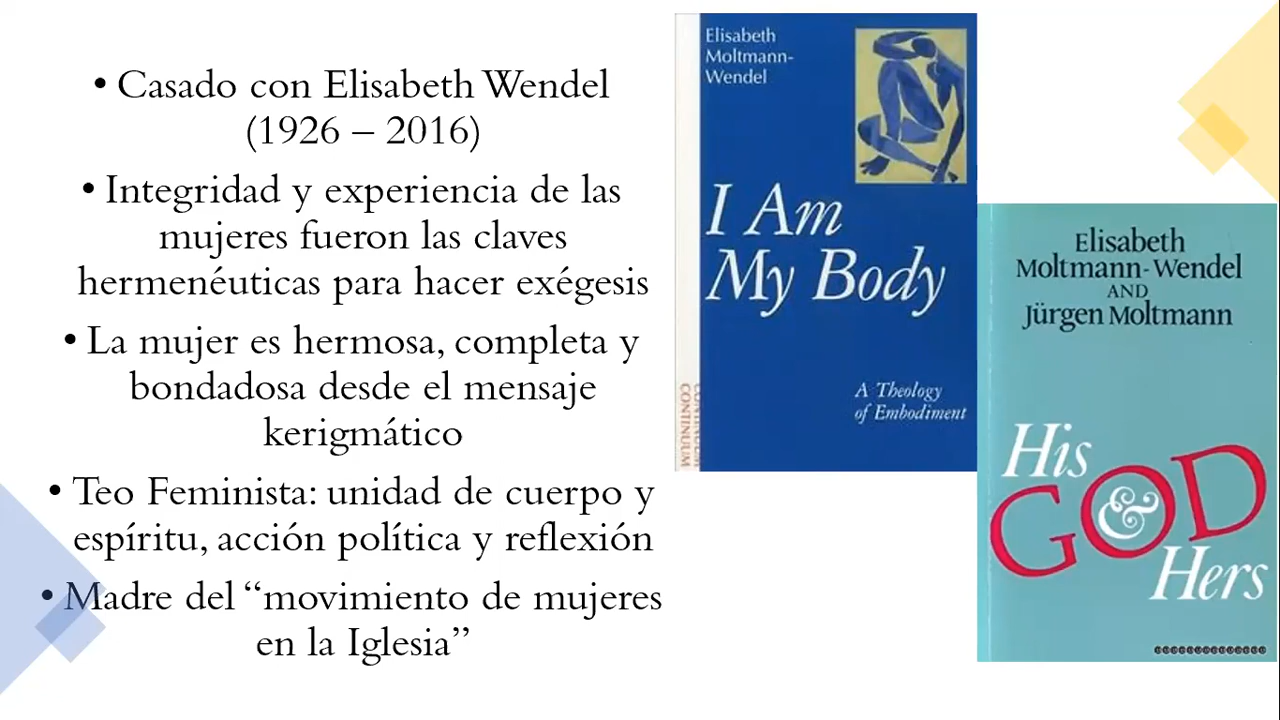 • Casado con Elisabeth Wendel
(1926 – 2016)
• Integridad y experiencia de las
mujeres fueron las claves
hermenéuticas para hacer exégesis
• La mujer es hermosa, completa y
bondadosa desde el mensaje
kerigmático
• Teo Feminista: unidad de cuerpo y
espíritu, acción política y reflexión
• Madre del “movimiento de mujeres
en la Iglesia”
Elisabeth
Moltmann-
Wendel
I Am
My Body
A Theology
of Embodiment
CONTINUUM
CONTINUUM
Elisabeth
Moltmann-Wendel
AND
Jürgen Moltmann
His
GOD
&
Hers